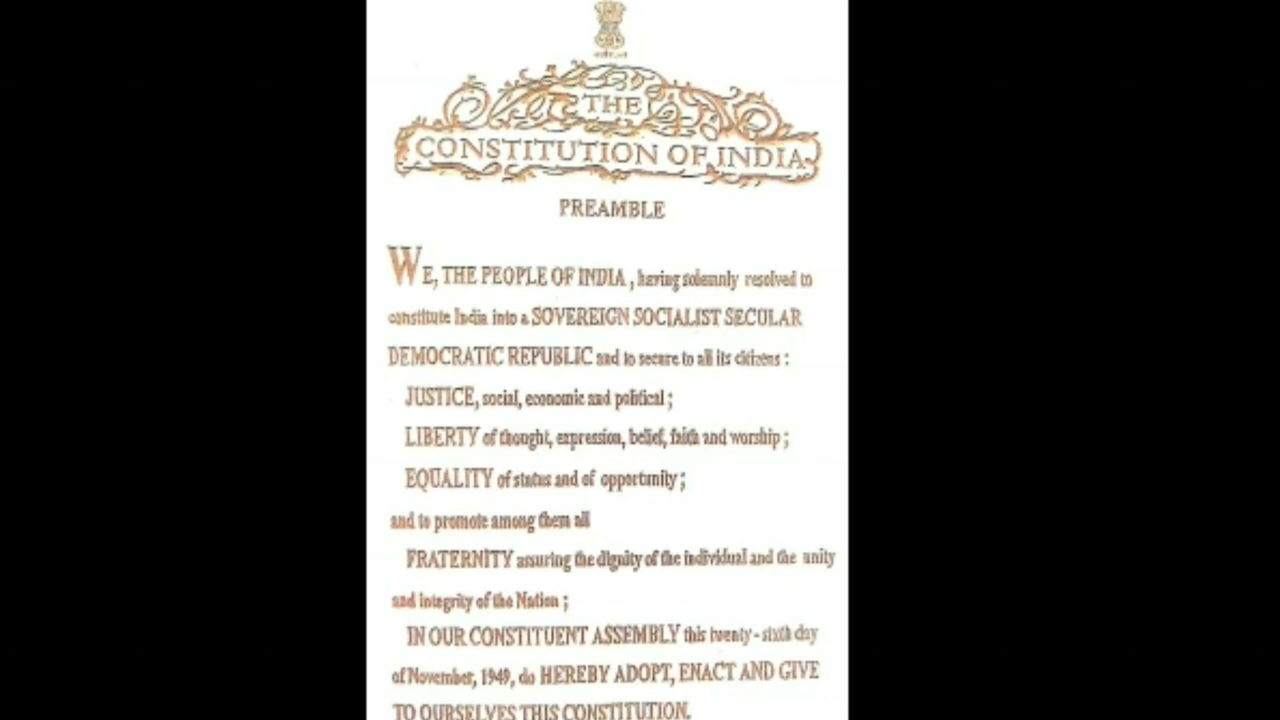 THE
CONSTITUTION OF INDIA
PREAMBLE
WE, THE PEOPLE OF INDIA , having solemnly resolved to
constitute India into a SOVEREIGN SOCIALIST SECULAR
DEMOCRATIC REPUBLIC and to secure to all its citizens :
JUSTICE, social, economic and political ;
LIBERTY of thought, expression, belief, faith and worship ;
EQUALITY of status and of opportunity ;
and to promote among them all
FRATERNITY assuring the dignity of the individual and the unity
and integrity of the Nation ;
IN OUR CONSTITUENT ASSEMBLY this twenty - sixth day
of November, 1949, do HEREBY ADOPT, ENACT AND GIVE
TO OURSELVES THIS CONSTITUTION.